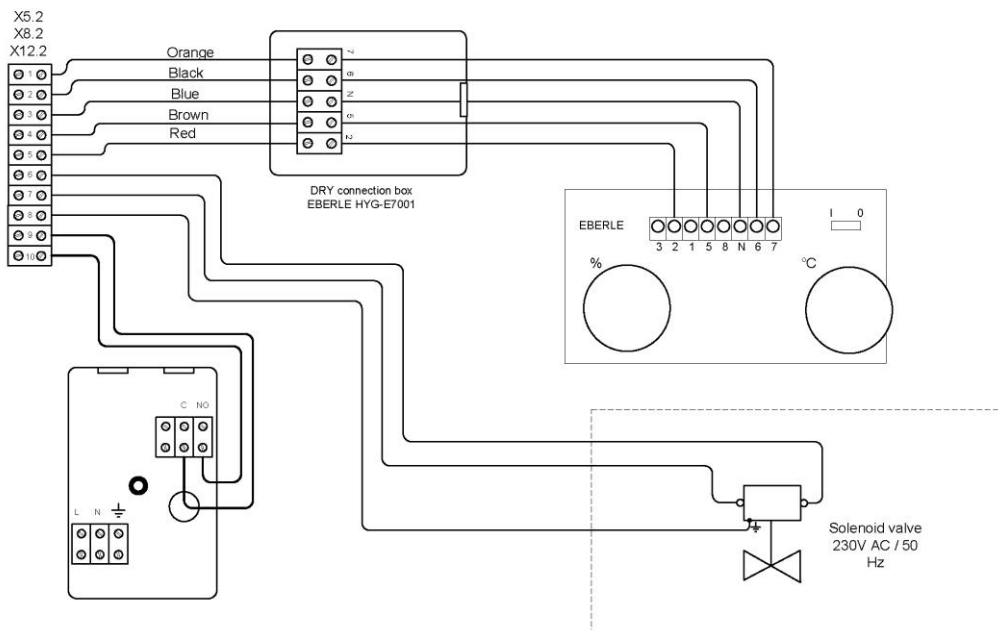 X5.2
X8.2
X12.2
1
2
3
4
5
6
7
8
9
10
Orange
Black
Blue
Brown
Red
7
6
N
5
2
DRY connection box
EBERLE HYG-E7001
EBERLE
3 2 1 5 8 N 6 7
I 0
%
°C
C NO
L N
Solenoid valve
230V AC / 50
Hz